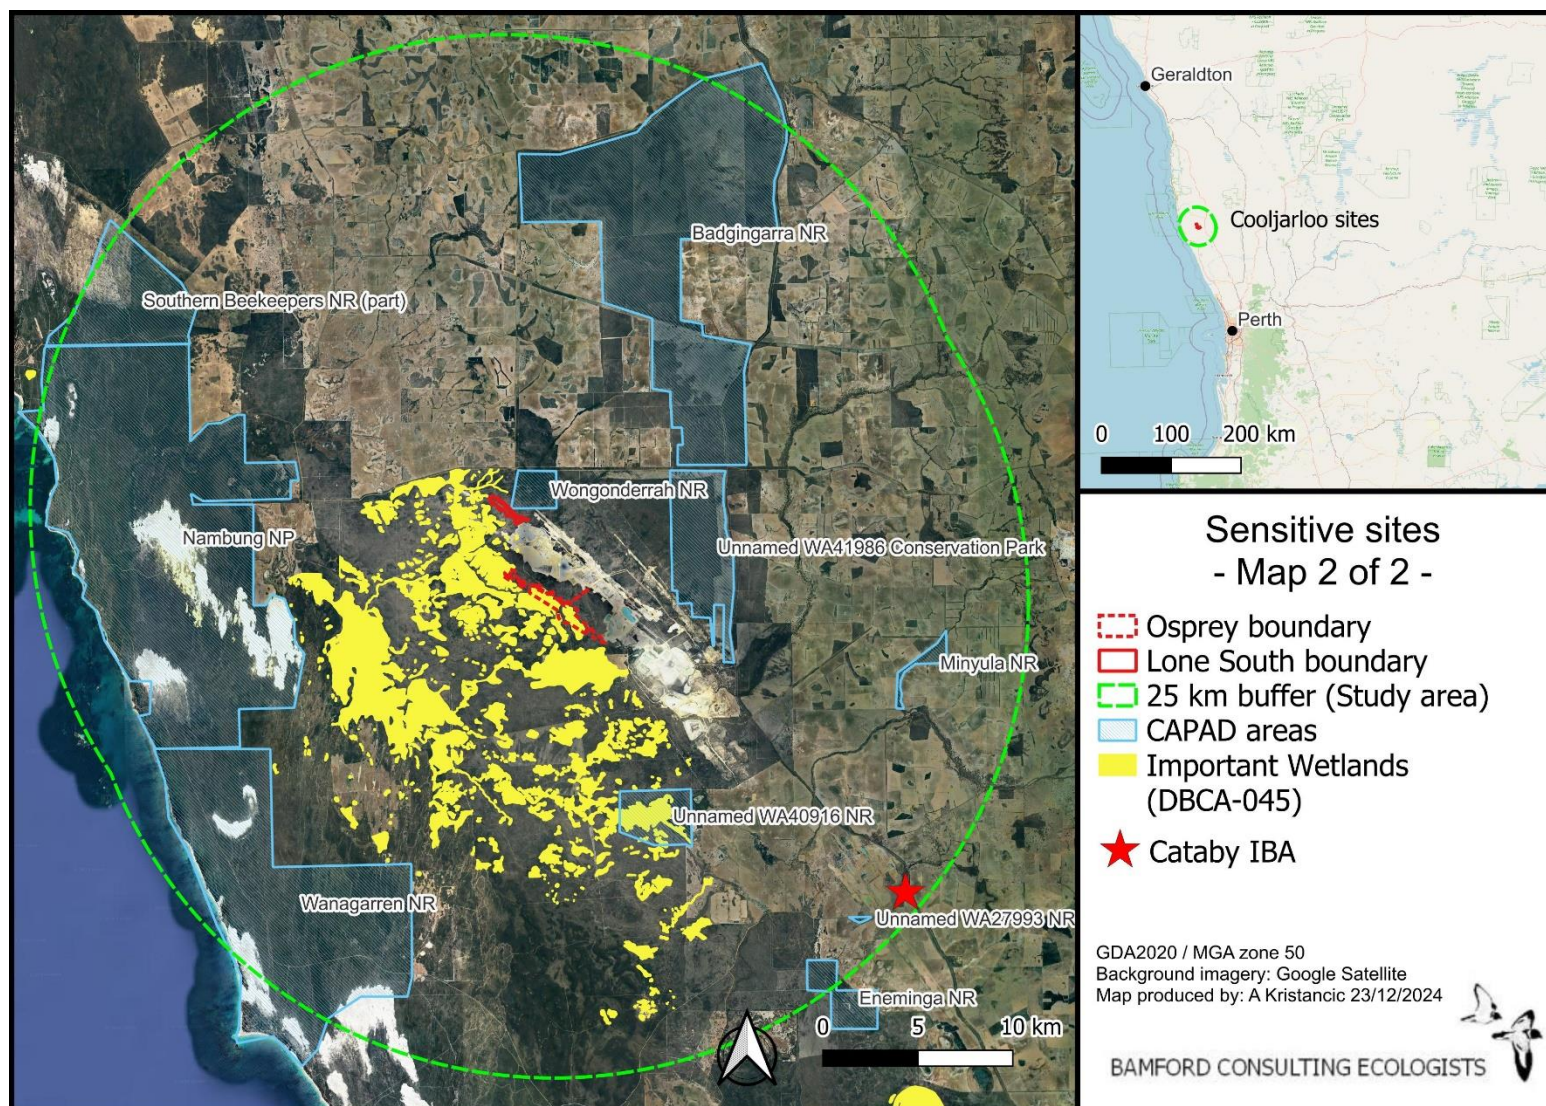 Badgingarra NR
Southern Beekeepers NR (part)
Wongonderrah NR
Nambung NP
Unnamed WA41986 Conservation Park
Minyula NR
Unnamed WA40916 NR
Wanagarren NR
Unnamed WA27993 NR
Eneminga NR
0 5 10 km
Geraldton
Cooljarloo sites
Perth
0 100 200 km
Sensitive sites
- Map 2 of 2 -
Osprey boundary
Lone South boundary
25 km buffer (Study area)
CAPAD areas
Important Wetlands
(DBCA-045)
Cataby IBA
GDA2020 / MGA zone 50
Background imagery: Google Satellite
Map produced by: A Kristancic 23/12/2024
BAMFORD CONSULTING ECOLOGISTS